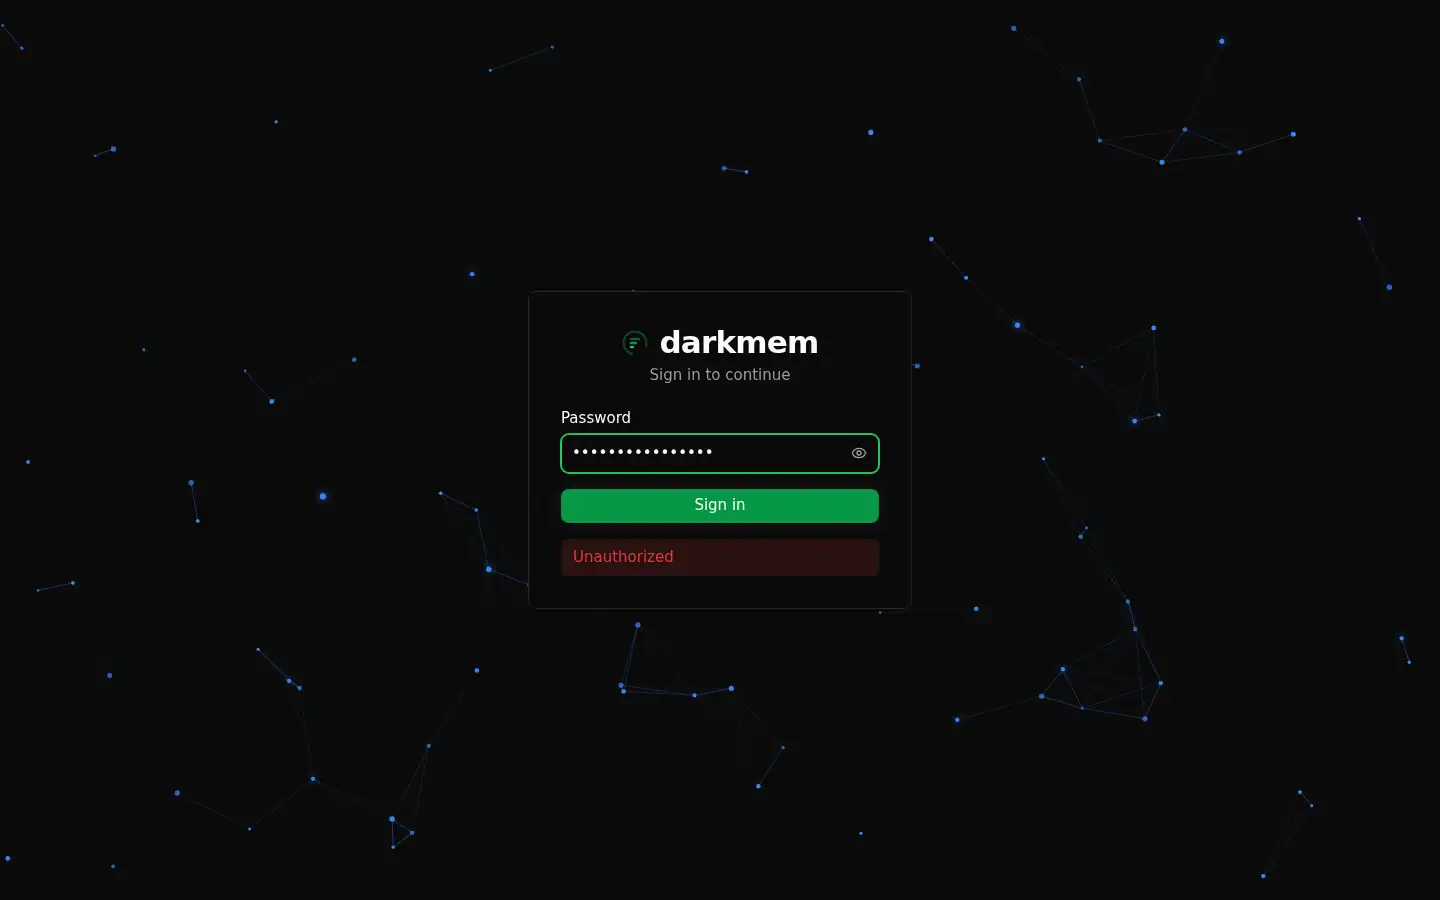 darkmem
Sign in to continue
Password
••••••••••••••••
Sign in
Unauthorized